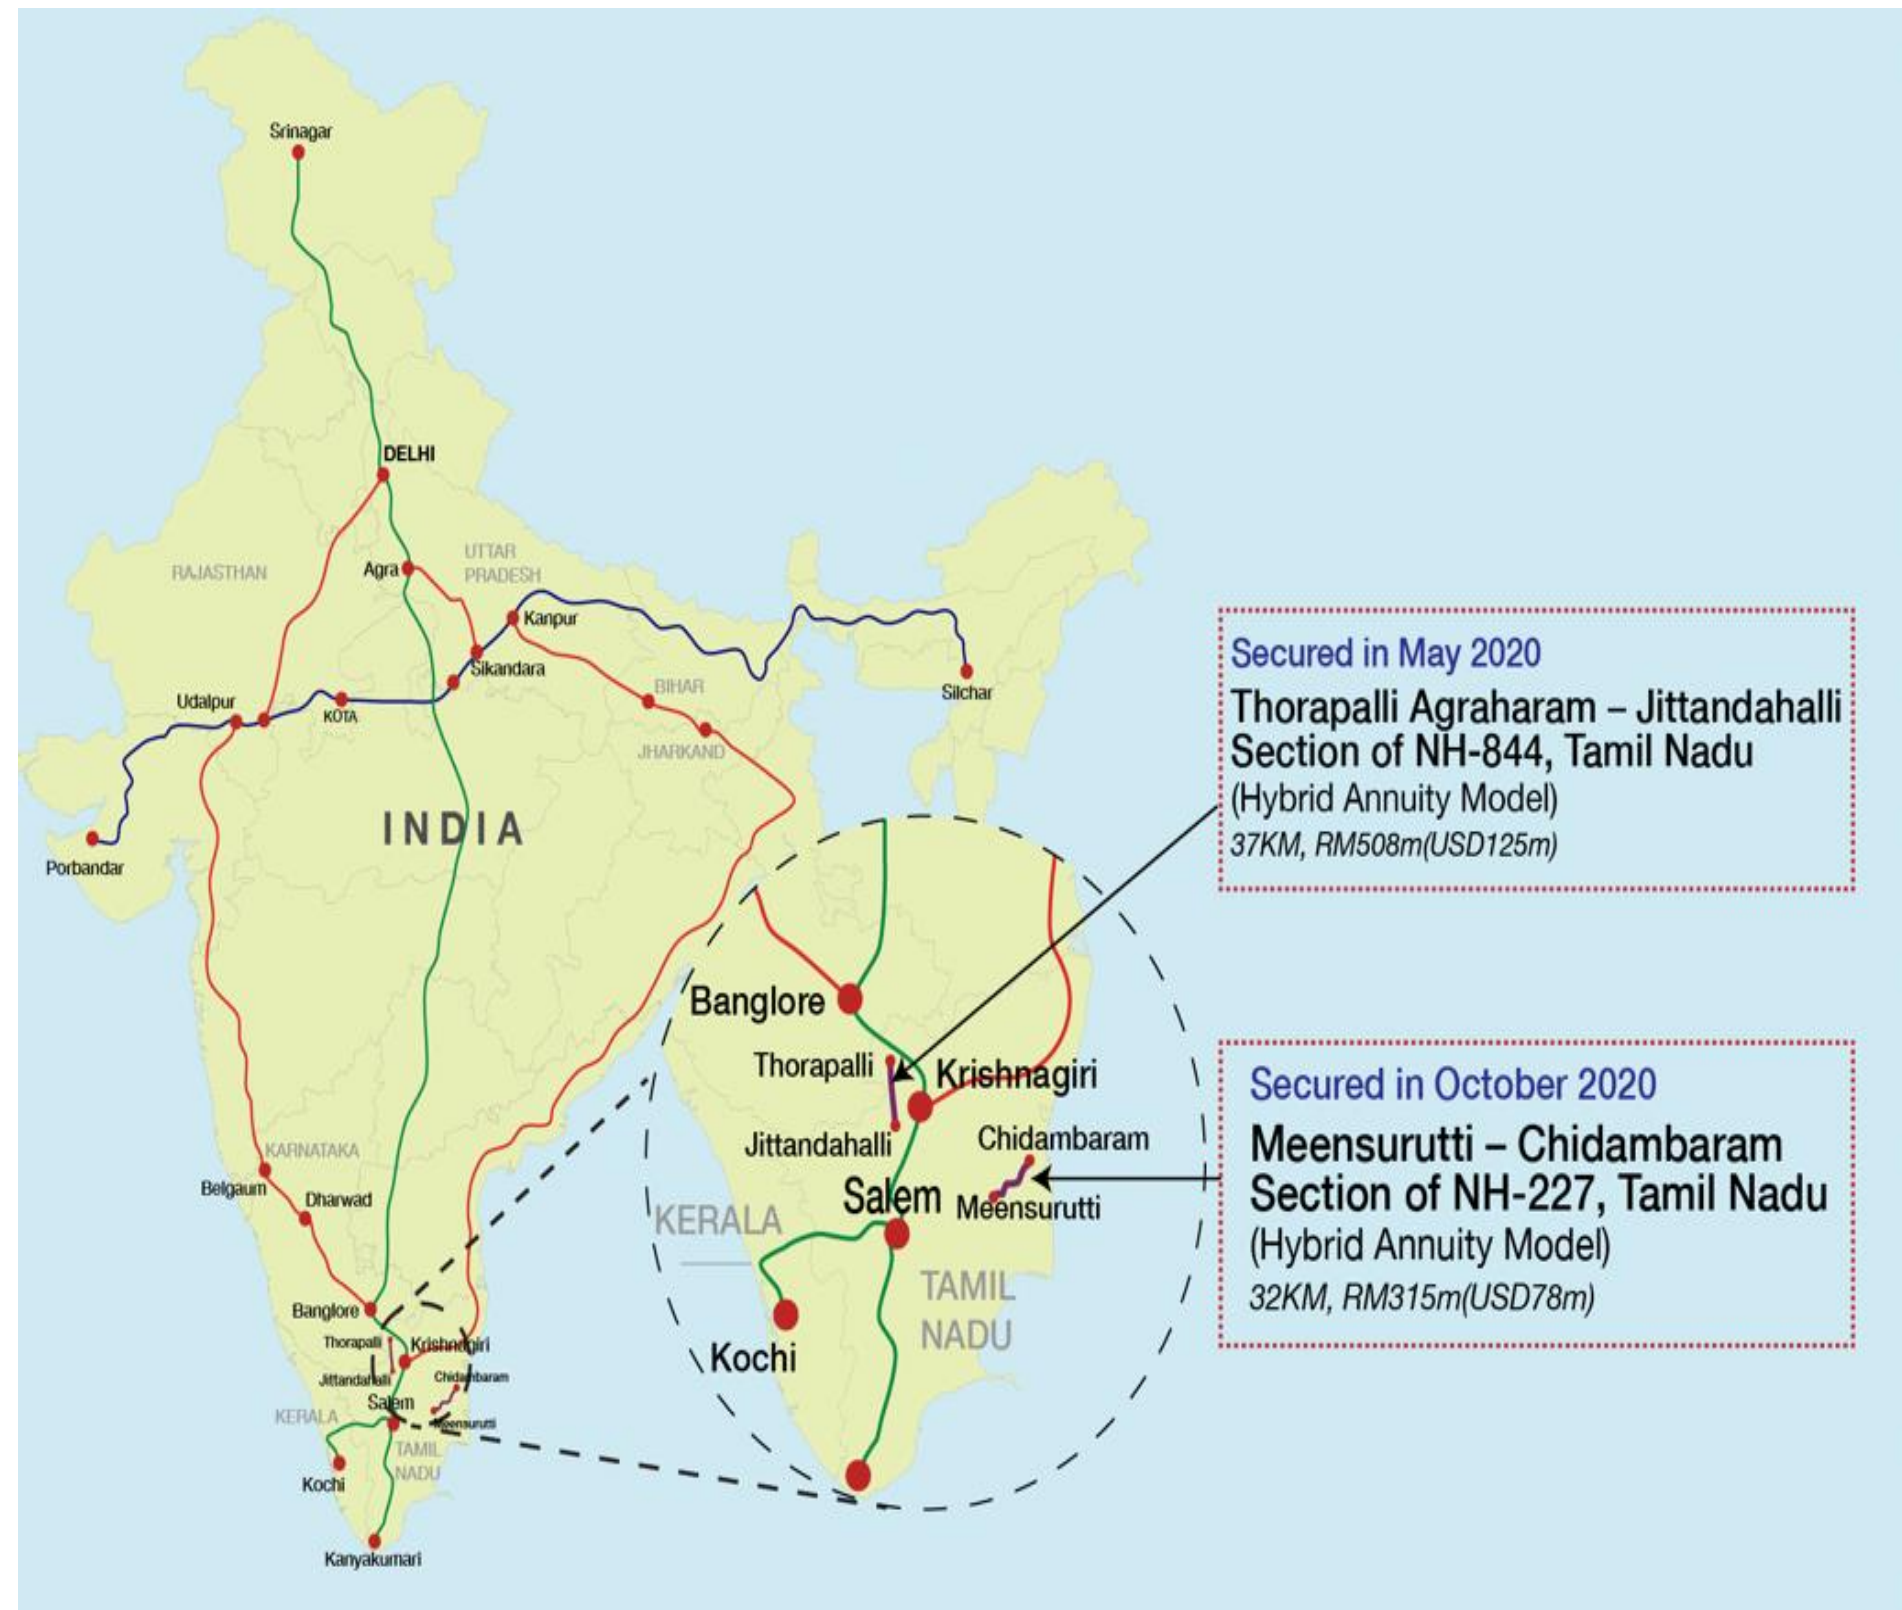 Srinagar
DELHI
UTTAR
PRADESH
RAJASTHAN
Agra
Kanpur
Sikandara
BIHAR
Udalpur
KOTA
Silchar
JHARKAND
INDIA
Porbandar
KARNATAKA
Belgaum
Dharwad
Banglore
Thorapalli
Krishnagiri
Jittandahalli
Chidambaram
Salem
KERALA
Meensurutti
TAMIL
NADU
Kochi
Kanyakumari
Banglore
Thorapalli
Krishnagiri
Jittandahalli
Chidambaram
Salem
Meensurutti
KERALA
TAMIL
NADU
Kochi
Secured in May 2020
Thorapalli Agraharam – Jittandahalli
Section of NH-844, Tamil Nadu
(Hybrid Annuity Model)
37KM, RM508m(USD125m)
Secured in October 2020
Meensurutti – Chidambaram
Section of NH-227, Tamil Nadu
(Hybrid Annuity Model)
32KM, RM315m(USD78m)